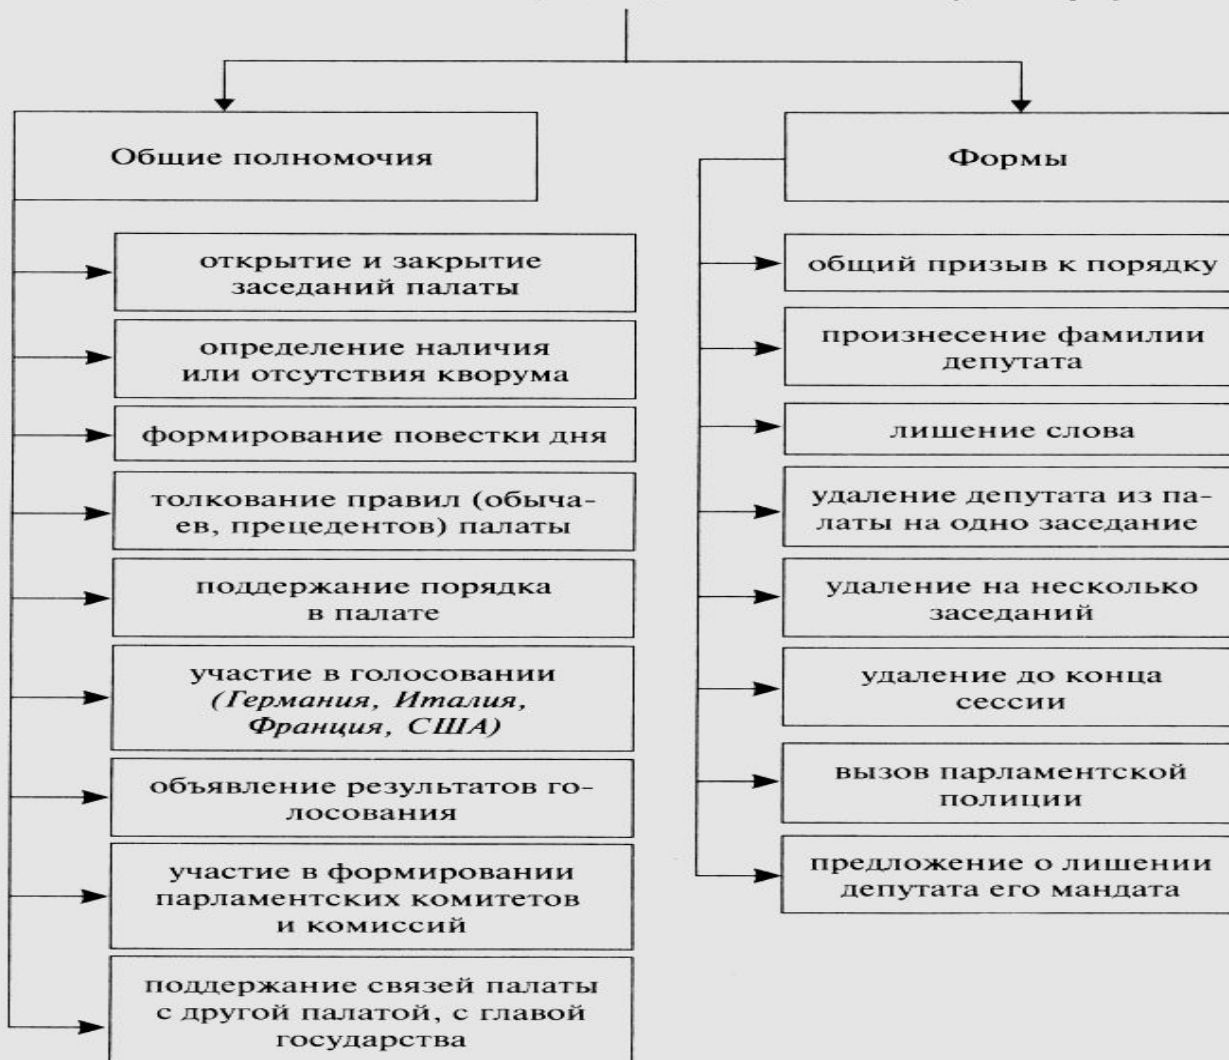 Общие полномочия
открытие и закрытие
заседаний палаты
определение наличия
или отсутствия кворума
формирование повестки дня
толкование правил (обыча-
ев, прецедентов) палаты
поддержание порядка
в палате
участие в голосовании
(Германия, Италия,
Франция, США)
объявление результатов го-
лосования
участие в формировании
парламентских комитетов
и комиссий
поддержание связей палаты
с другой палатой, с главой
государства
Формы
общий призыв к порядку
произнесение фамилии
депутата
лишение слова
удаление депутата из па-
латы на одно заседание
удаление на несколько
заседаний
удаление до конца
сессии
вызов парламентской
полиции
предложение о лишении
депутата его мандата